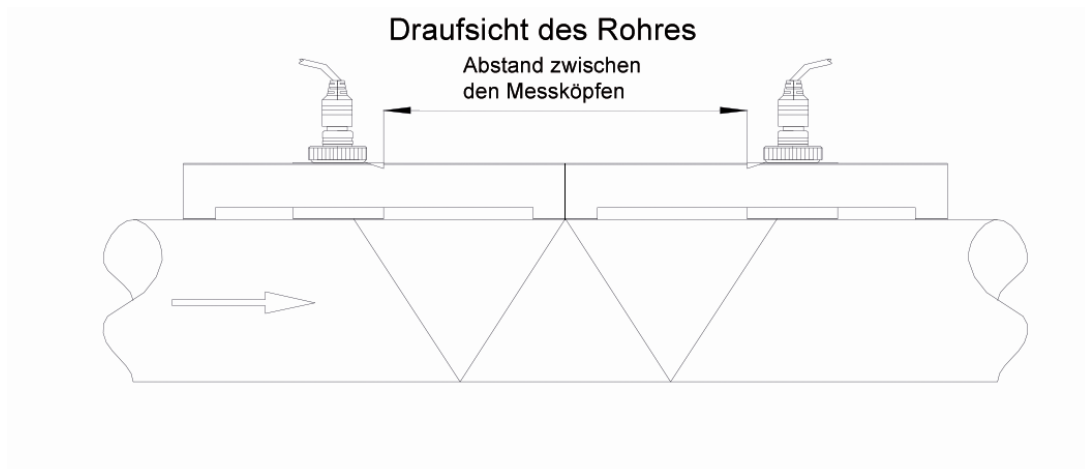 Draufsicht des Rohres
Abstand zwischen
den Messköpfen